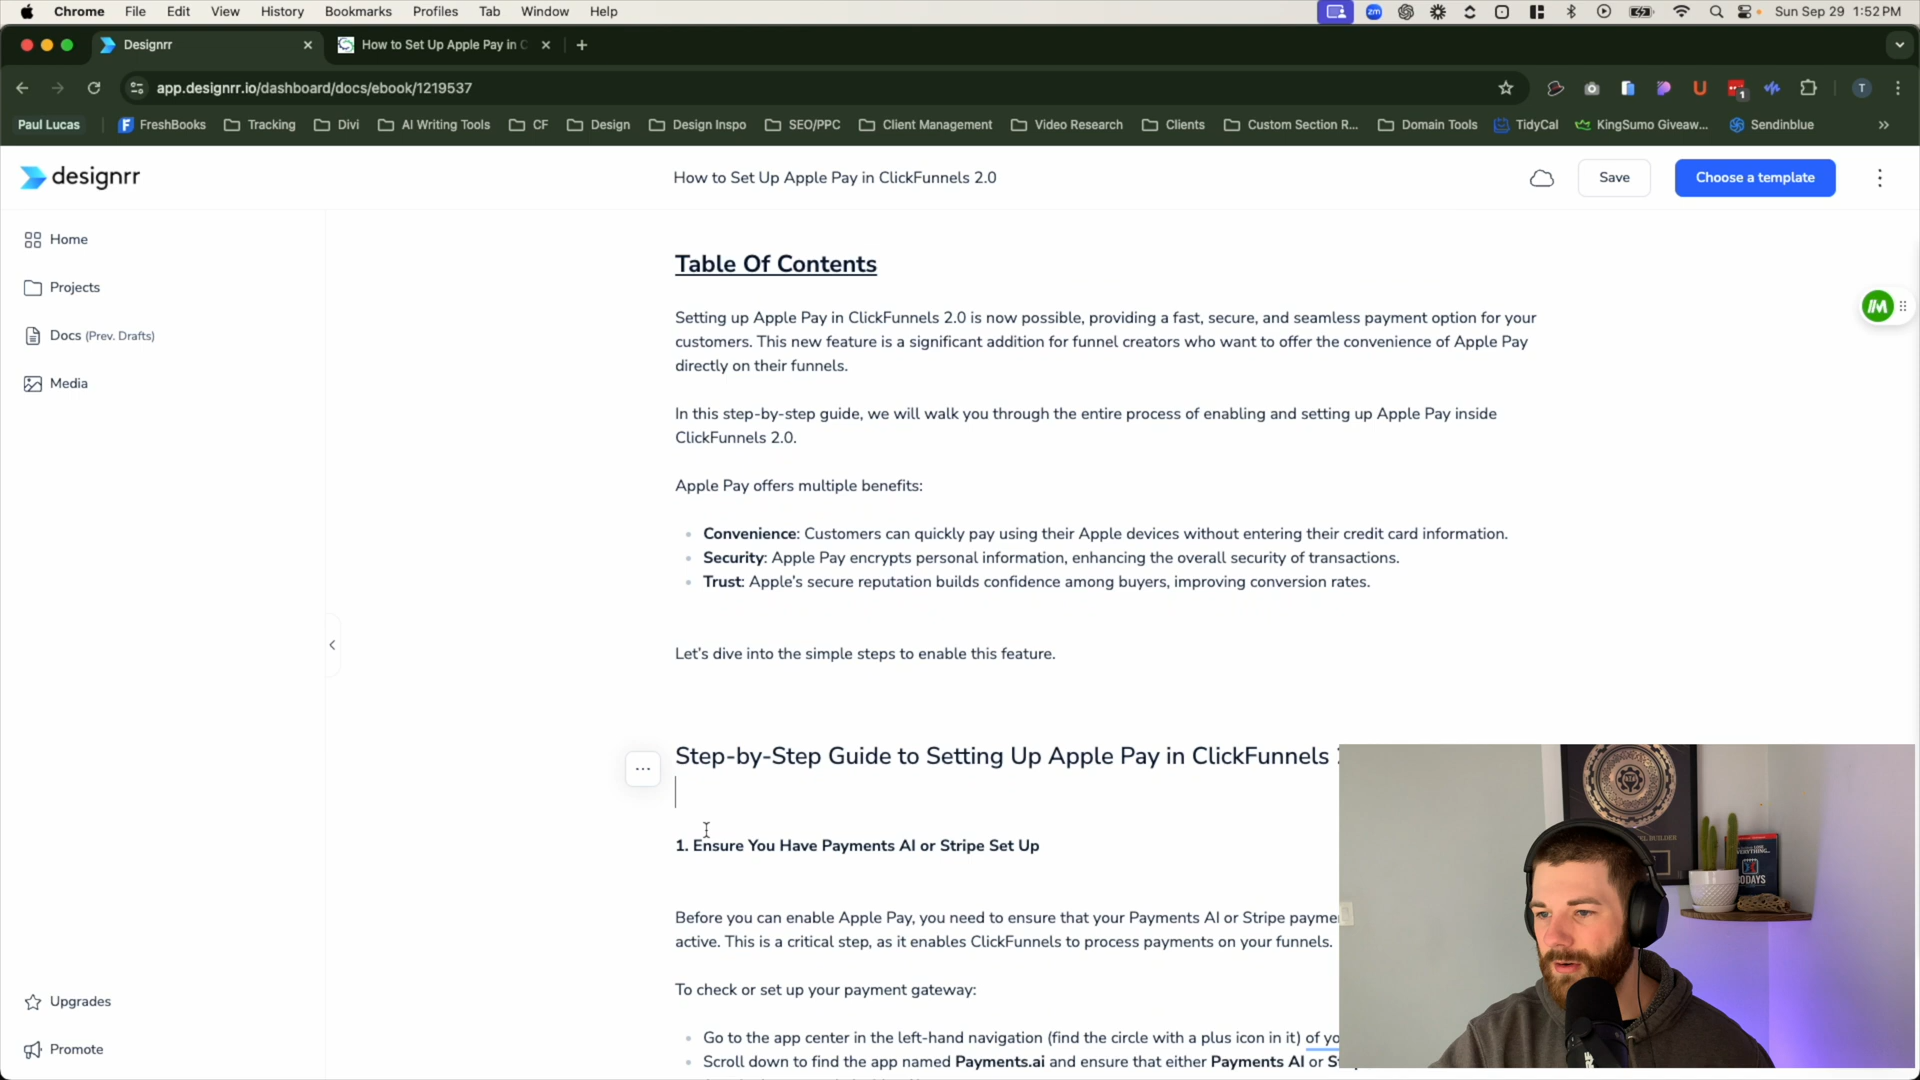 Chrome File Edit View History Bookmarks Profiles Tab Window Help
zm
Sun Sep 29 1:52 PM
Designrr
How to Set Up Apple Pay in C
app.designrr.io/dashboard/docs/ebook/1219537
1
T
Paul Lucas
FreshBooks
Tracking
Divi
AI Writing Tools
CF
Design
Design Inspo
SEO/PPC
Client Management
Video Research
Clients
Custom Section R...
Domain Tools
TidyCal
KingSumo Giveaw...
Sendinblue
designrr
How to Set Up Apple Pay in ClickFunnels 2.0
Save
Choose a template
Home
Projects
Docs (Prev. Drafts)
Media
Upgrades
Promote
Table Of Contents
Setting up Apple Pay in ClickFunnels 2.0 is now possible, providing a fast, secure, and seamless payment option for your
customers. This new feature is a significant addition for funnel creators who want to offer the convenience of Apple Pay
directly on their funnels.
In this step-by-step guide, we will walk you through the entire process of enabling and setting up Apple Pay inside
ClickFunnels 2.0.
Apple Pay offers multiple benefits:
Convenience: Customers can quickly pay using their Apple devices without entering their credit card information.
Security: Apple Pay encrypts personal information, enhancing the overall security of transactions.
Trust: Apple's secure reputation builds confidence among buyers, improving conversion rates.
Let's dive into the simple steps to enable this feature.
Step-by-Step Guide to Setting Up Apple Pay in ClickFunnels
1. Ensure You Have Payments AI or Stripe Set Up
Before you can enable Apple Pay, you need to ensure that your Payments AI or Stripe
active. This is a critical step, as it enables ClickFunnels to process payments on your funnels.
To check or set up your payment gateway:
Go to the app center in the left-hand navigation (find the circle with a plus icon in it) of
Scroll down to find the app named Payments.ai and ensure that either Payments AI or